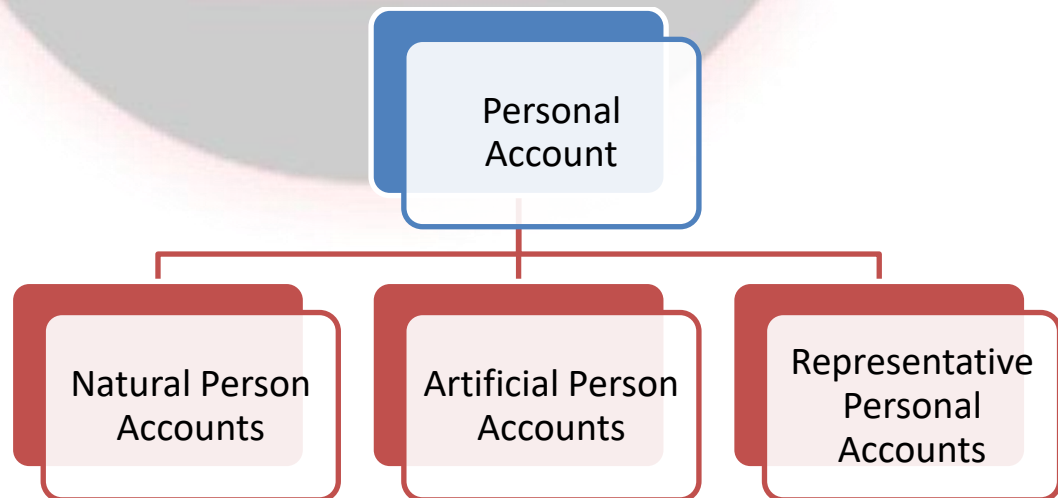 Personal
Account
Natural Person
Accounts
Artificial Person
Accounts
Representative
Personal
Accounts